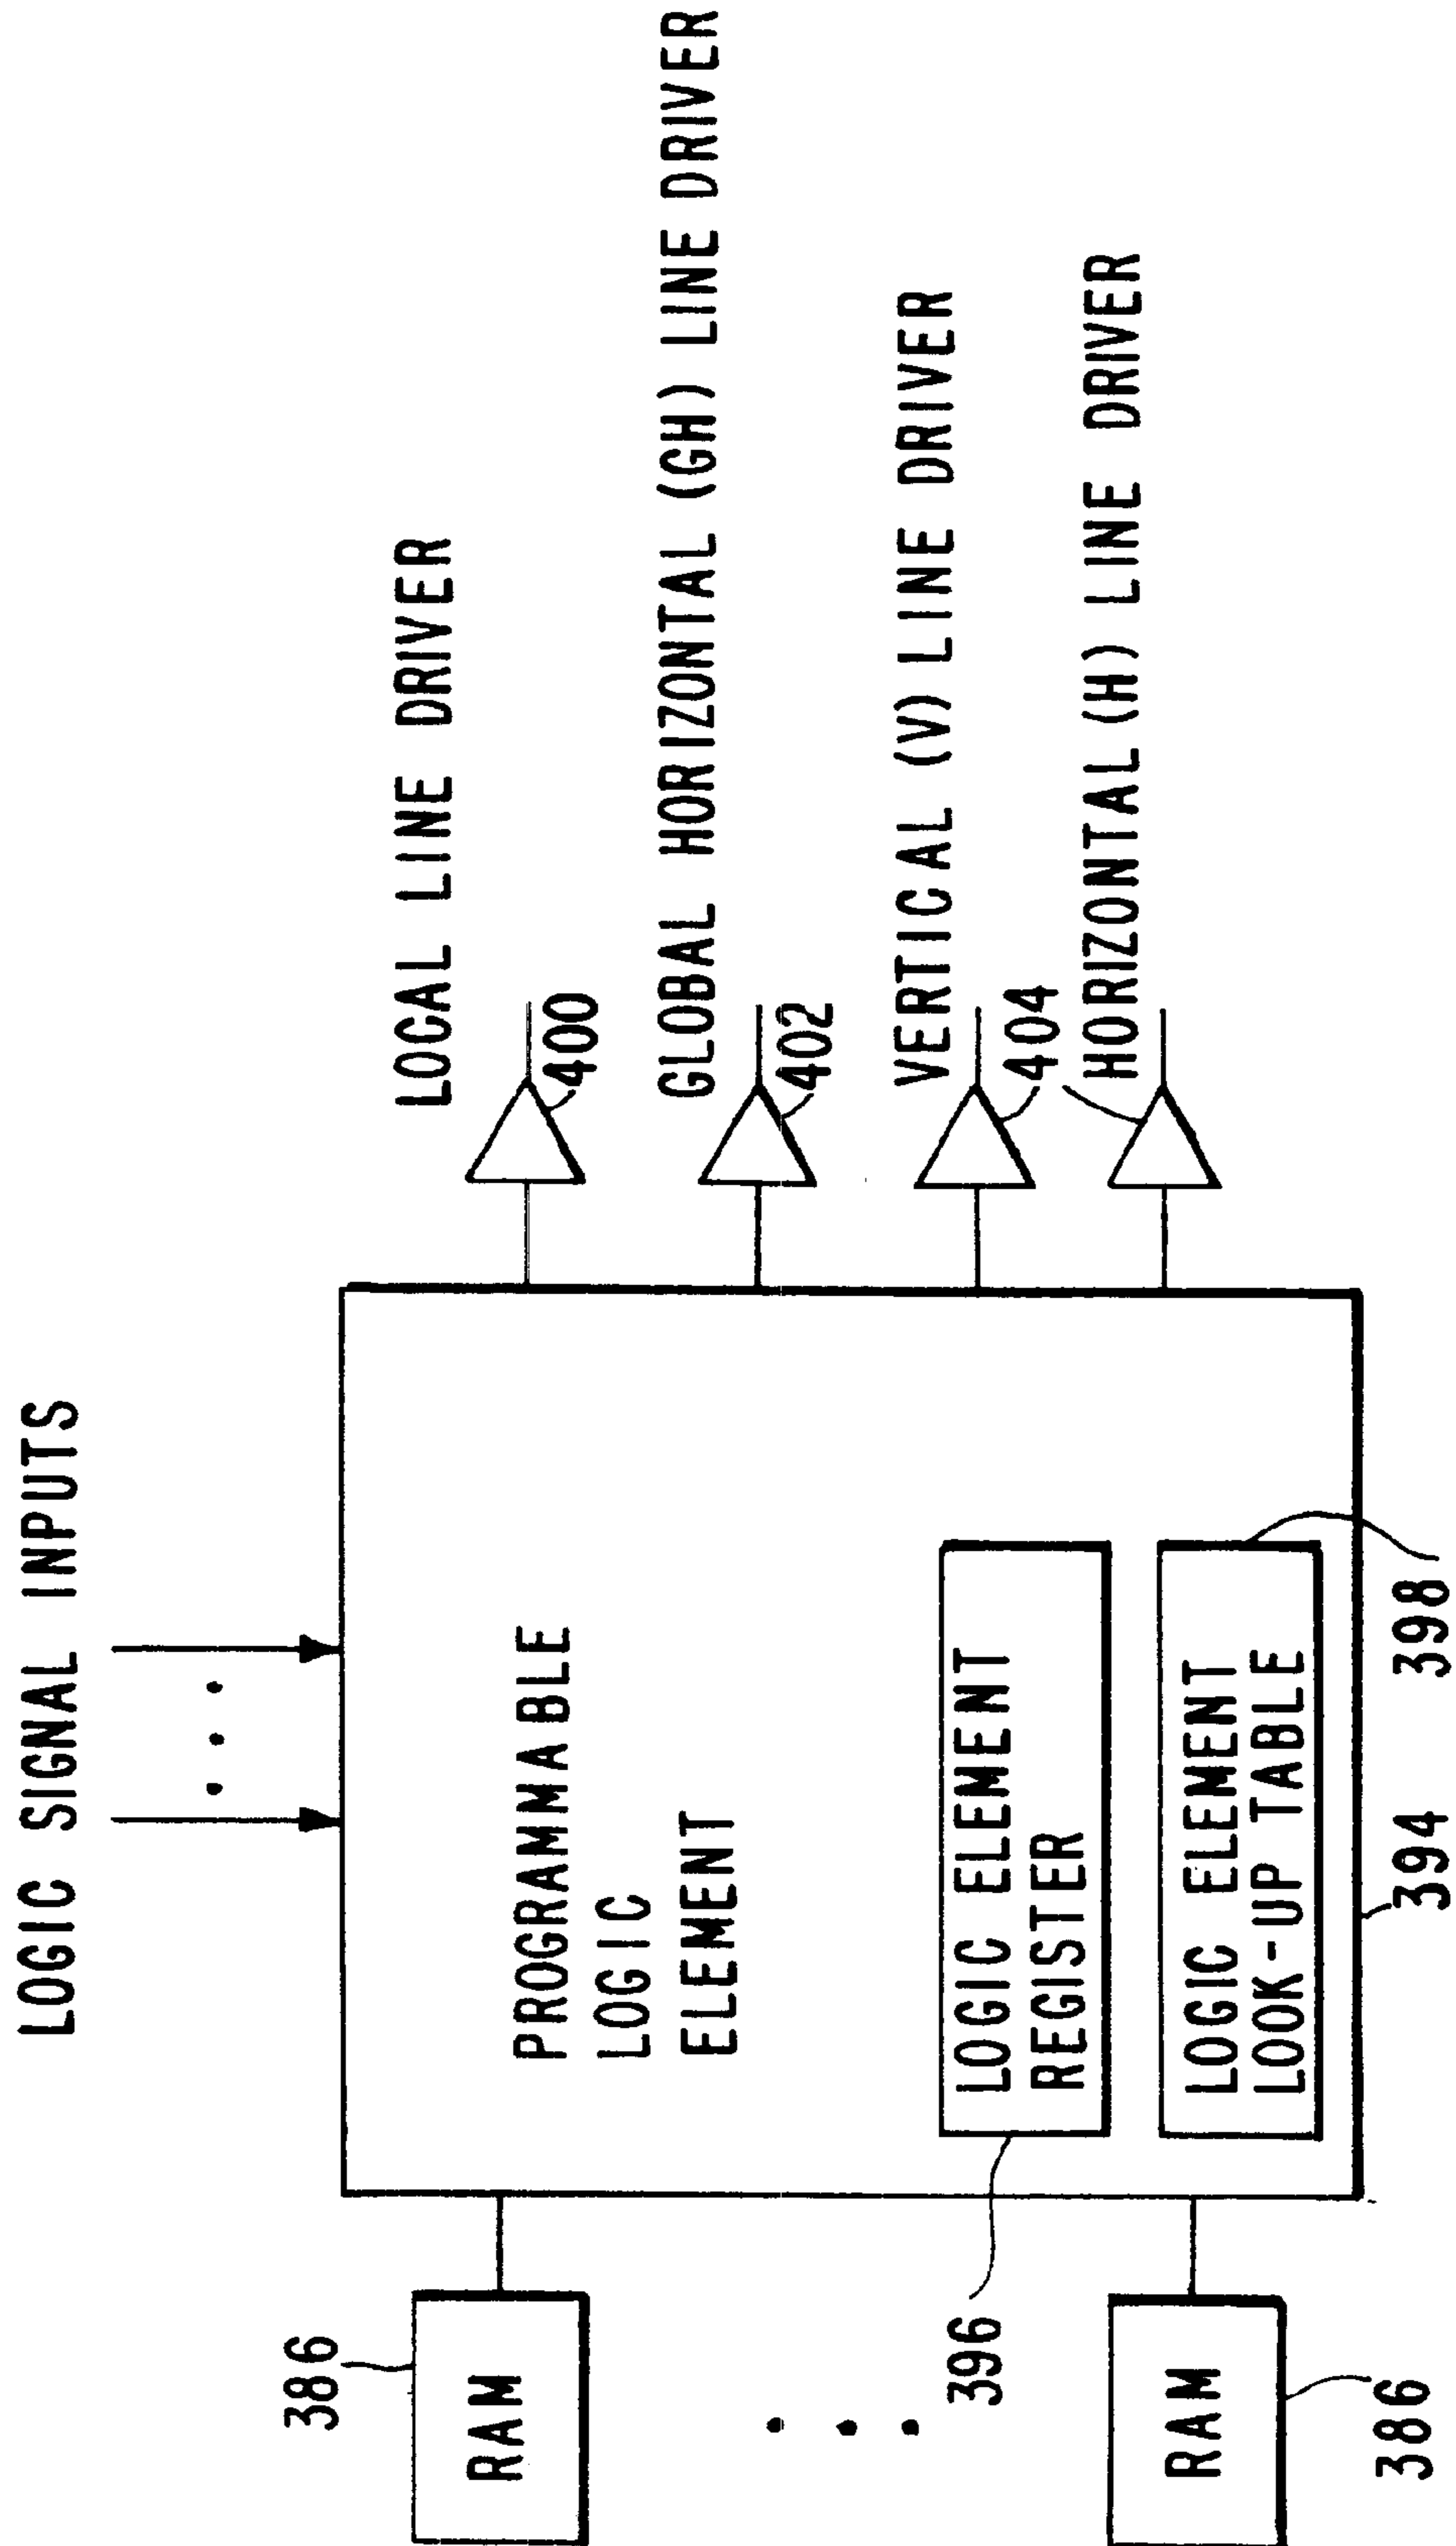 LOGIC SIGNAL INPUTS
386
RAM
386
RAM
PROGRAMMABLE
LOGIC
ELEMENT
396
LOGIC ELEMENT
REGISTER
LOGIC ELEMENT
LOOK-UP TABLE
394
398
LOCAL LINE DRIVER
400
GLOBAL HORIZONTAL (GH) LINE DRIVER
402
VERTICAL (V) LINE DRIVER
404
HORIZONTAL (H) LINE DRIVER